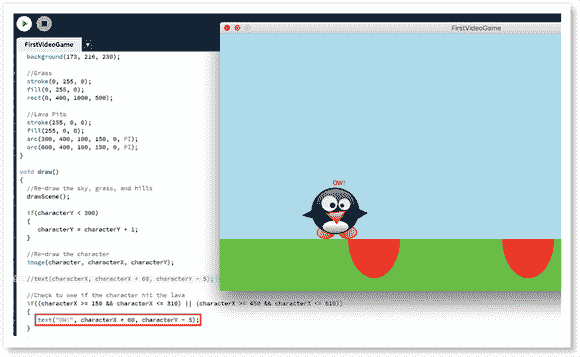 FirstVideoGame
FirstVideoGame
background(173, 216, 230);
//Grass
stroke(0, 255, 0);
fill(0, 255, 0);
rect(0, 400, 1000, 500);
//Lava Pits
stroke(255, 0, 0);
fill(255, 0, 0);
arc(300, 400, 100, 150, 0, PI);
arc(600, 400, 100, 150, 0, PI);
}
void draw()
{
//Re-draw the sky, grass, and hills
drawScene();
if(characterY < 300)
{
characterY = characterY + 1;
}
//Re-draw the character
image(character, characterX, characterY);
//text(characterX, characterX + 60, characterY - 5);
//Check to see if the character hit the lava
if((characterX >= 150 && characterX <= 310) || (characterX >= 450 && characterX <= 610))
{
text("OW!", characterX + 60, characterY - 5);
}
OW!